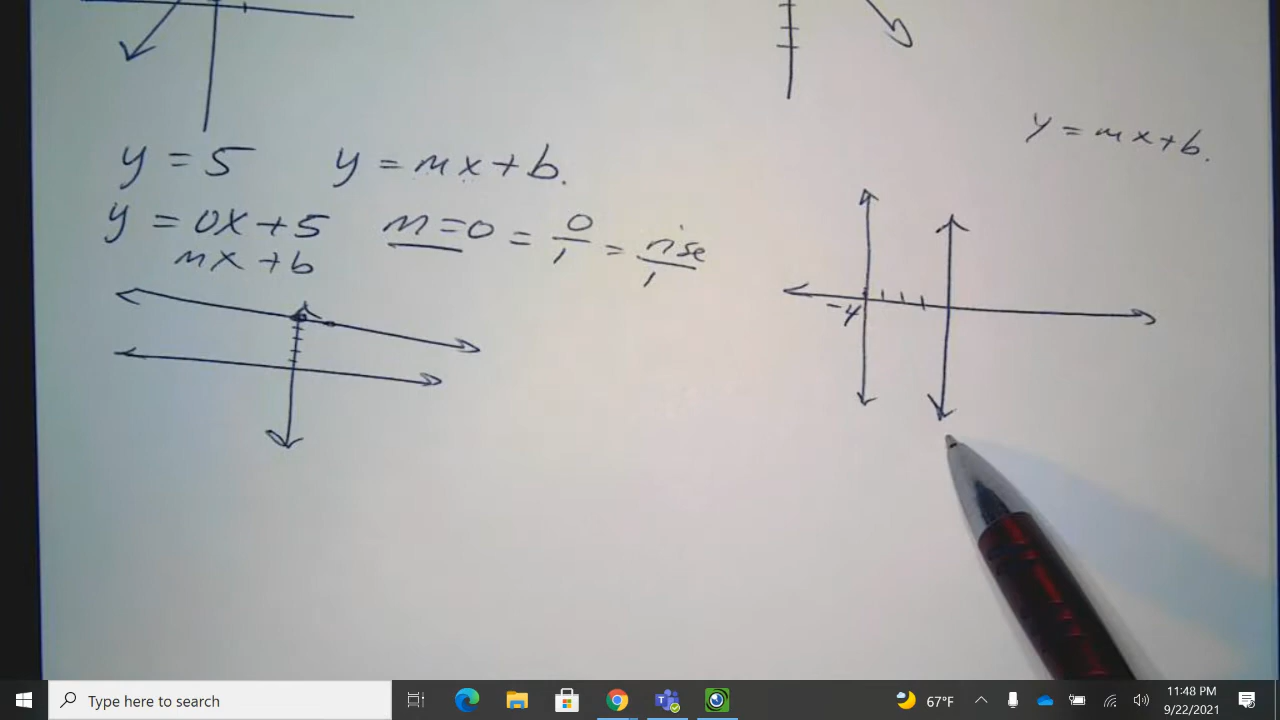 y = mx+b.
y = 5 y = mx+b.
y = 0x+5 m=0 = 0/1 = rise/1
mx+b
-4
Type here to search
67°F
11:48 PM
9/22/2021